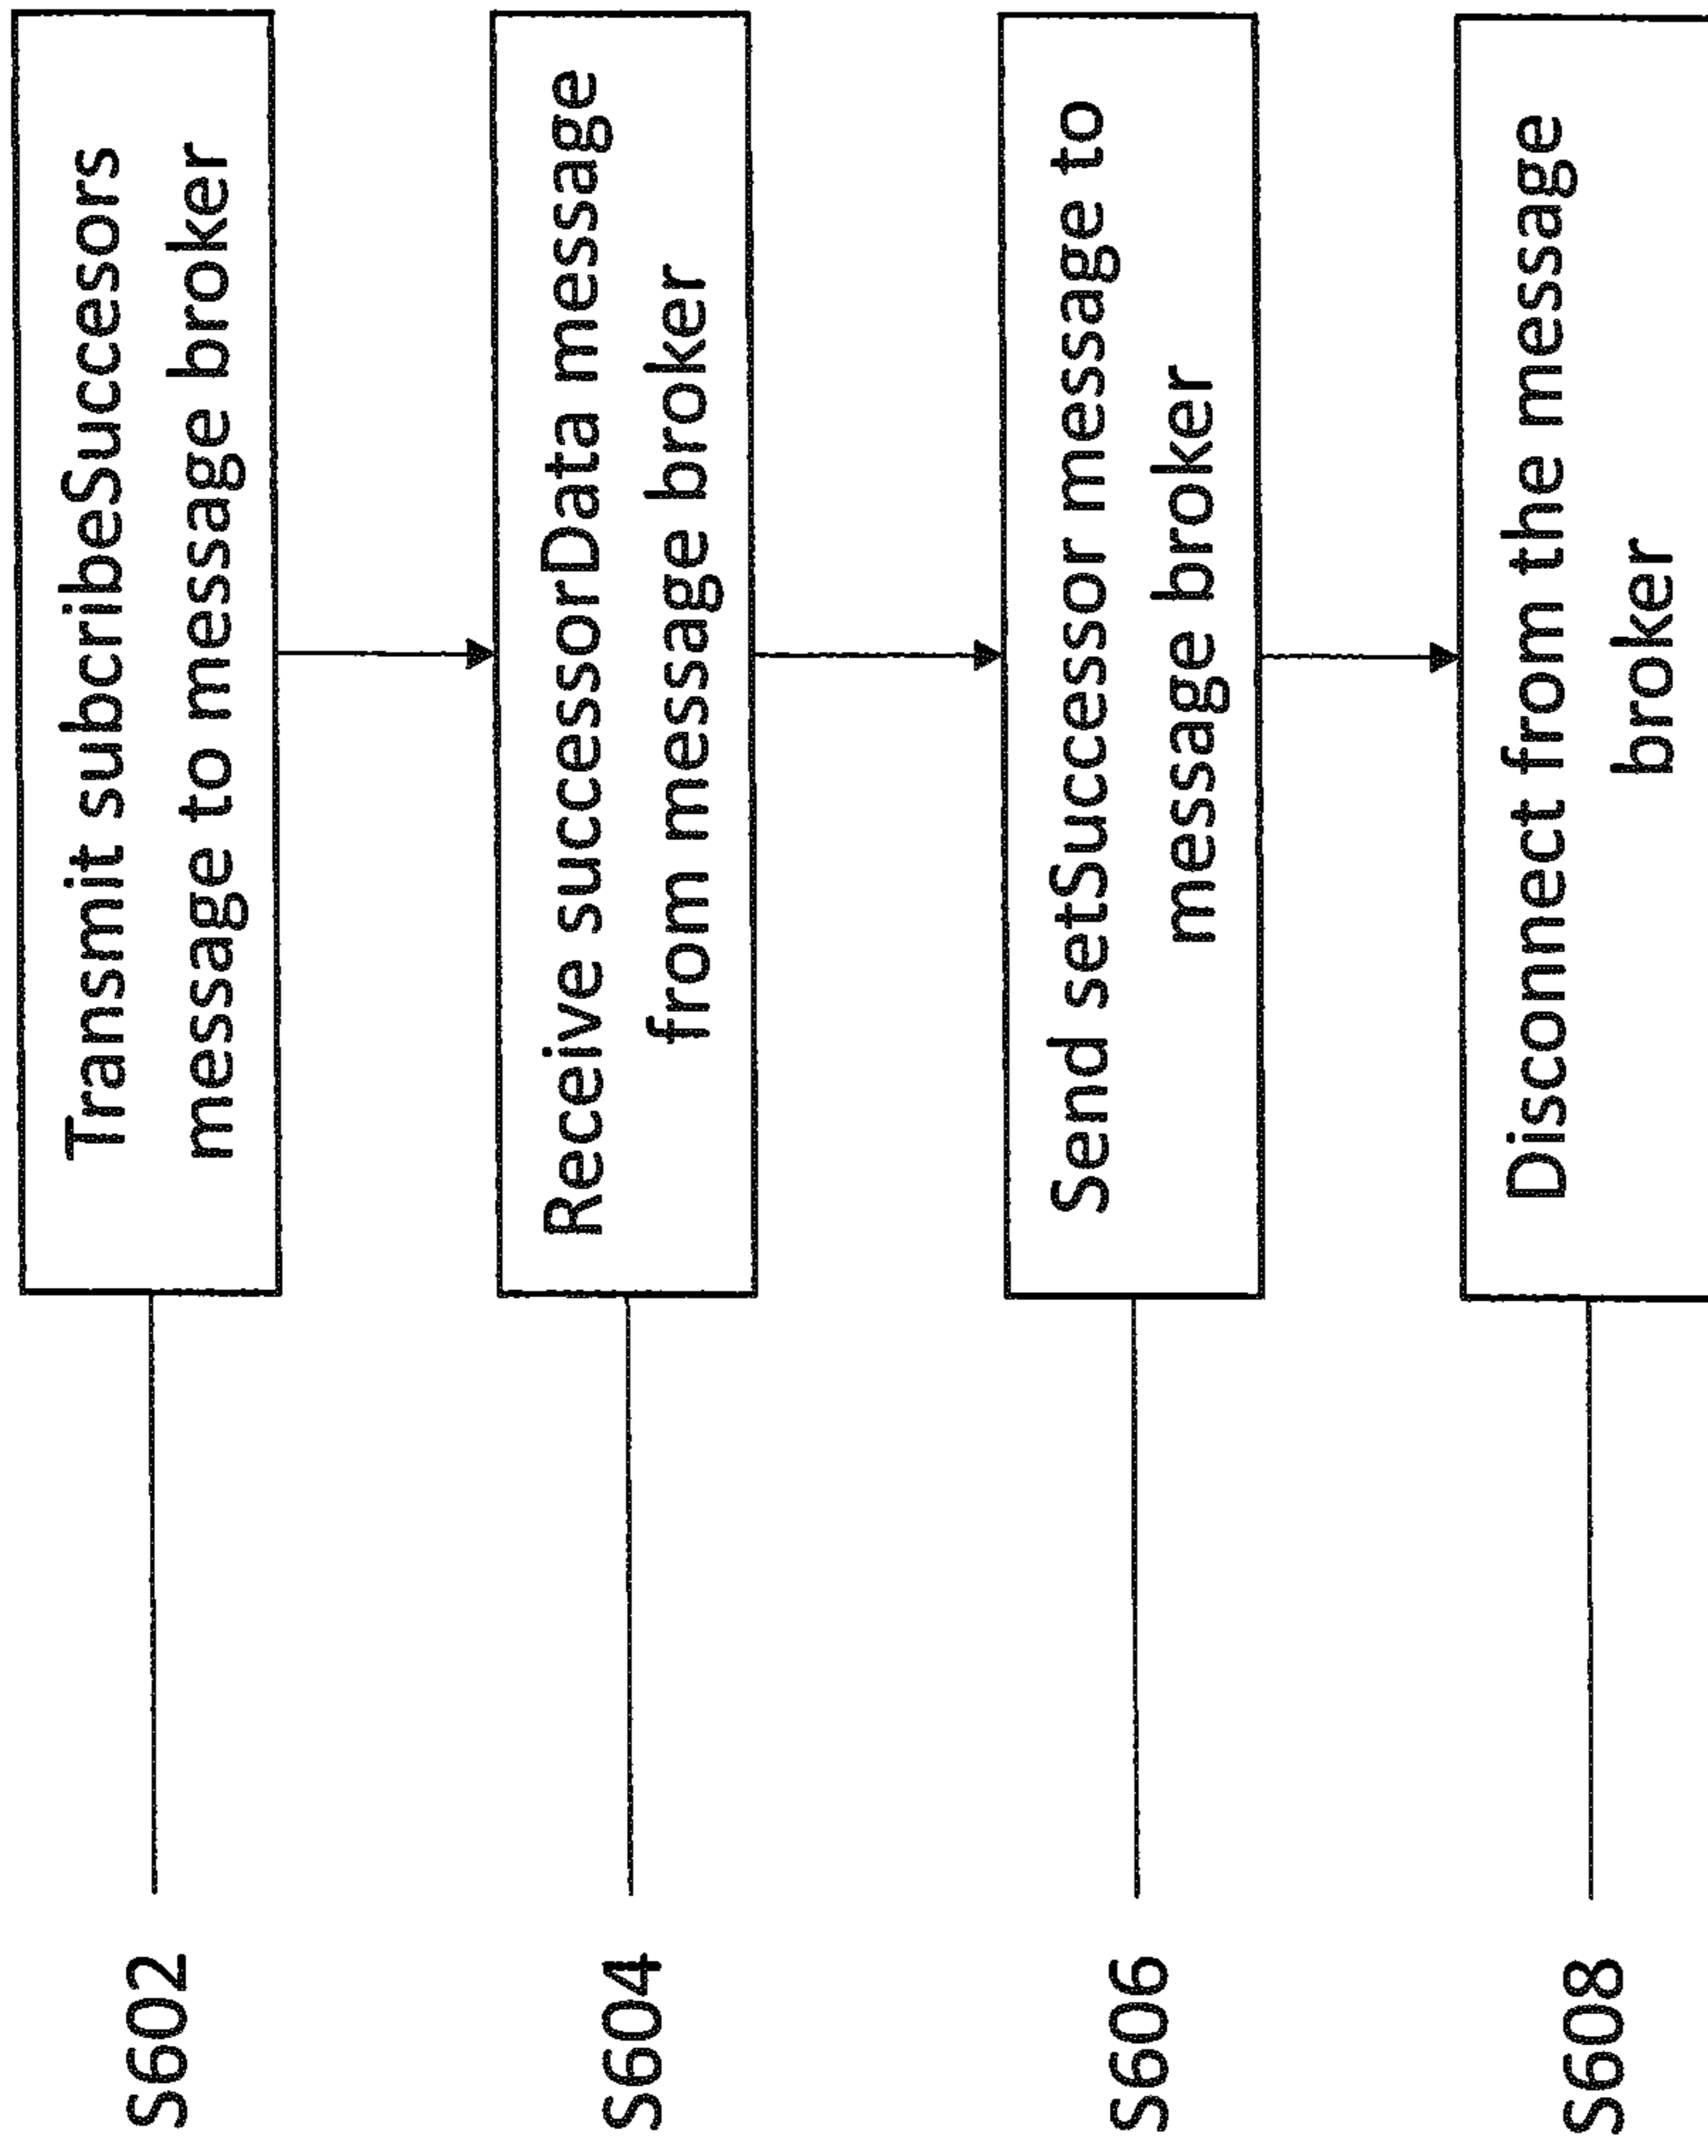 S602
Transmit subcribeSuccessors
message to message broker
S604
Receive successorData message
from message broker
S606
Send setSuccessor message to
message broker
S608
Disconnect from the message
broker